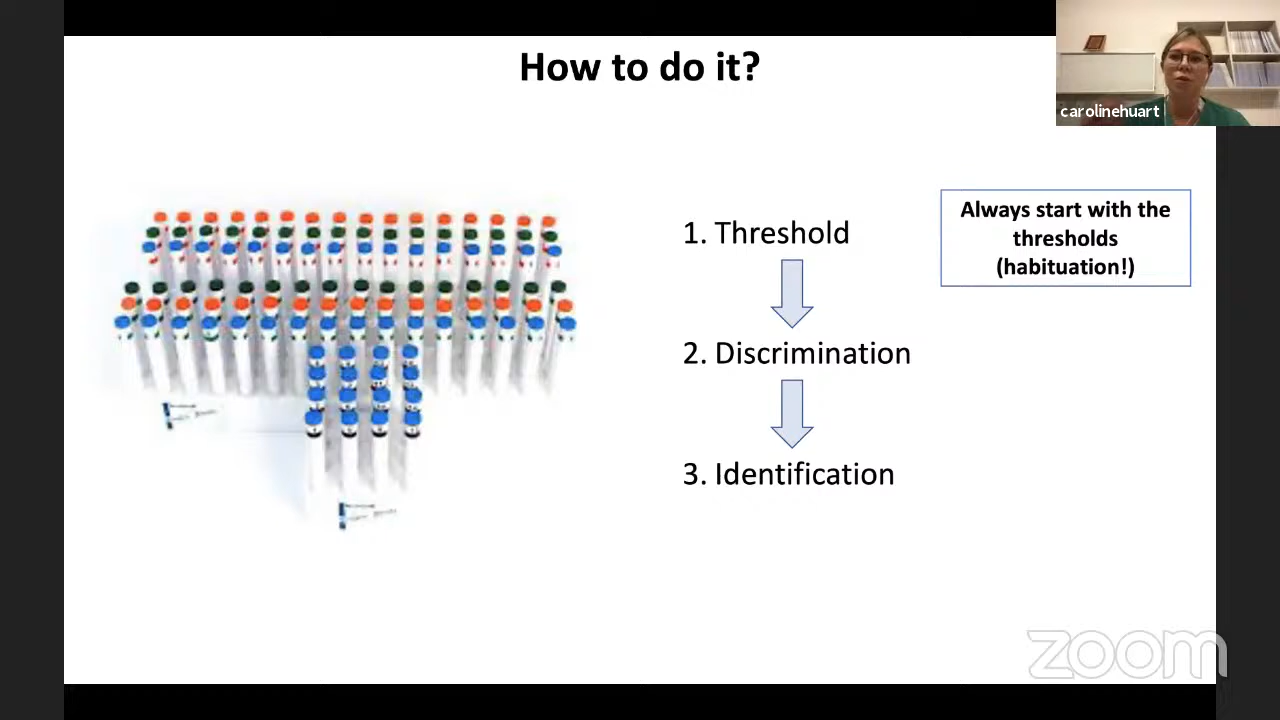 How to do it?
carolinehuart
1. Threshold
Always start with the
thresholds
(habituation!)
2. Discrimination
3. Identification
zoom